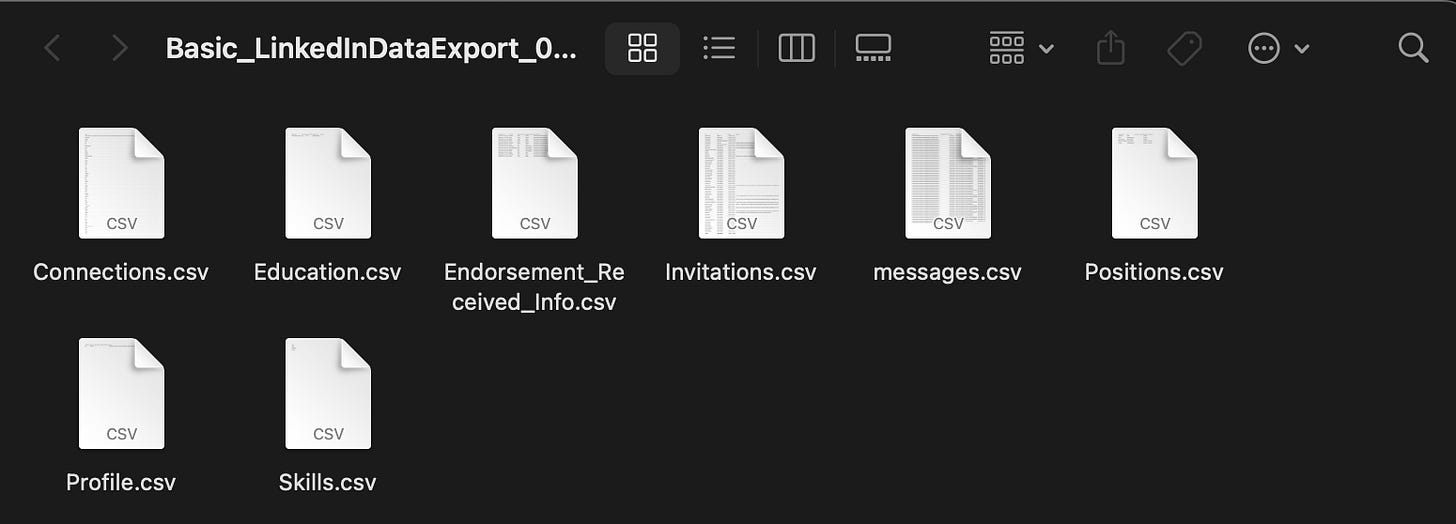 Basic_LinkedInDataExport_0...
CSV CSV CSV CSV CSV CSV
Connections.csv Education.csv Endorsement_Re Invitations.csv messages.csv Positions.csv
ceived_Info.csv
CSV CSV
Profile.csv Skills.csv